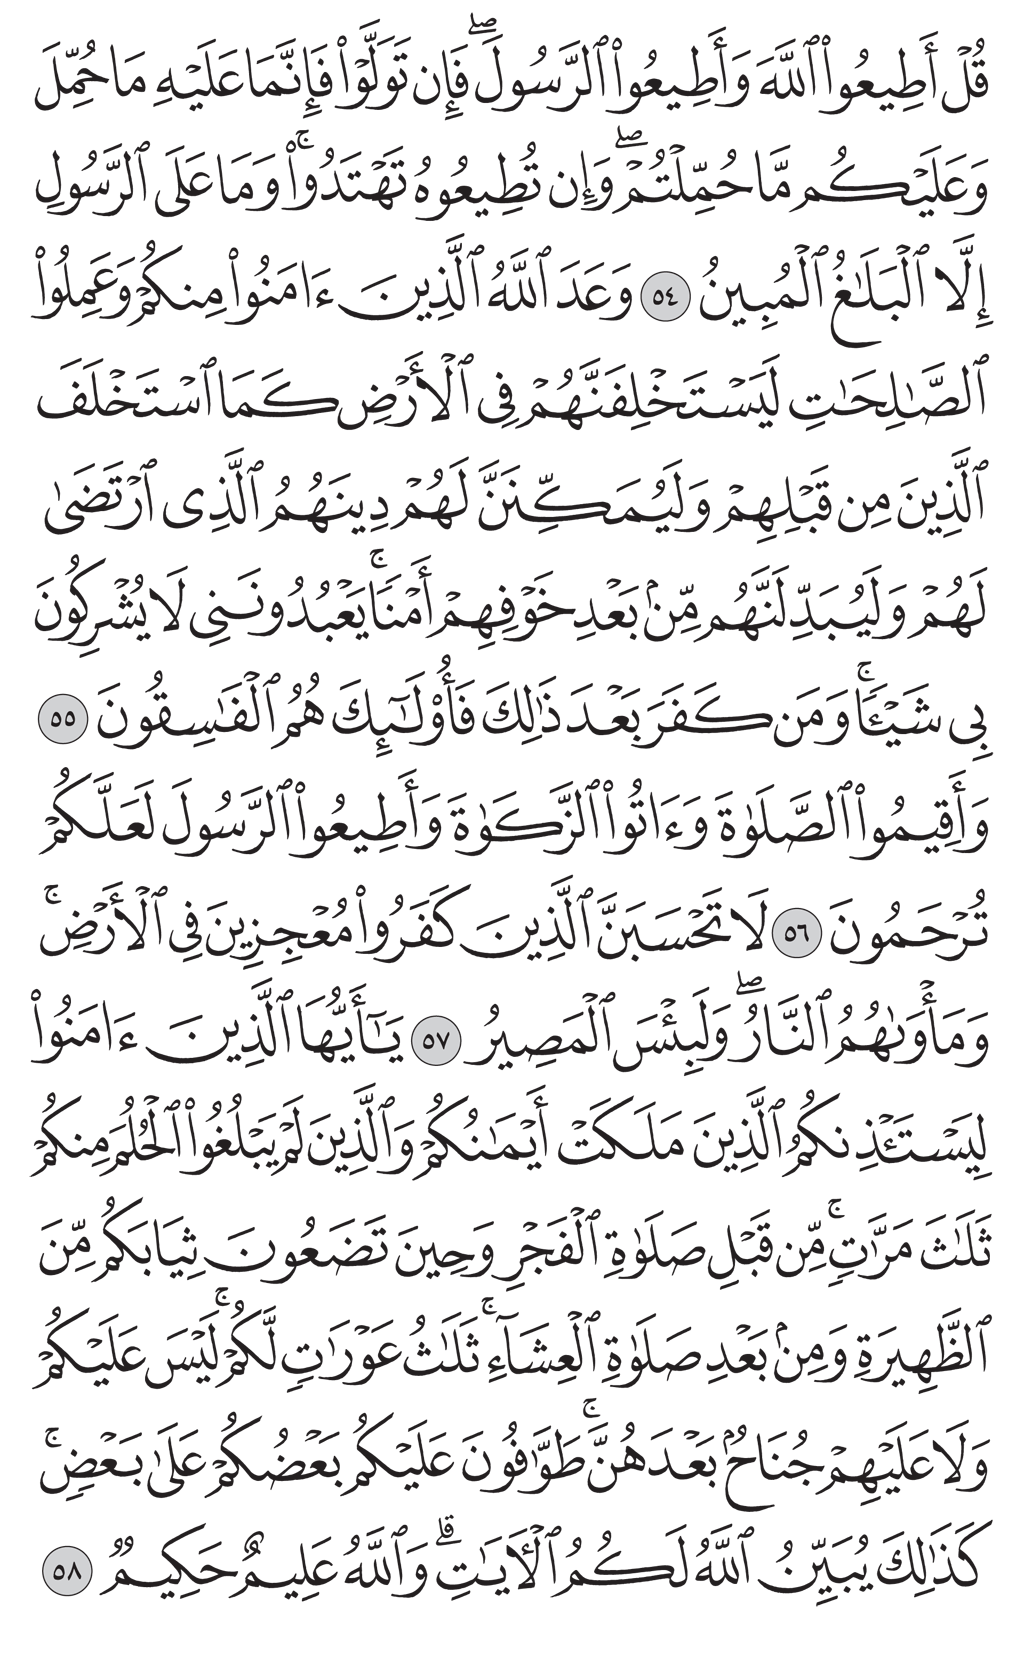 قُلْ أَطِيعُوا۟ ٱللَّهَ وَأَطِيعُوا۟ ٱلرَّسُولَ ۖ فَإِن تَوَلَّوْا۟ فَإِنَّمَا عَلَيْهِ مَا حُمِّلَ
وَعَلَيْكُم مَّا حُمِّلْتُمْ ۖ وَإِن تُطِيعُوهُ تَهْتَدُوا۟ ۚ وَمَا عَلَى ٱلرَّسُولِ
إِلَّا ٱلْبَلَٰغُ ٱلْمُبِينُ ٥٤ وَعَدَ ٱللَّهُ ٱلَّذِينَ ءَامَنُوا۟ مِنكُمْ وَعَمِلُوا۟
ٱلصَّٰلِحَٰتِ لَيَسْتَخْلِفَنَّهُمْ فِى ٱلْأَرْضِ كَمَا ٱسْتَخْلَفَ
ٱلَّذِينَ مِن قَبْلِهِمْ وَلَيُمَكِّنَنَّ لَهُمْ دِينَهُمُ ٱلَّذِى ٱرْتَضَىٰ
لَهُمْ وَلَيُبَدِّلَنَّهُم مِّنۢ بَعْدِ خَوْفِهِمْ أَمْنًا ۚ يَعْبُدُونَنِى لَا يُشْرِكُونَ
بِى شَيْـًٔا ۚ وَمَن كَفَرَ بَعْدَ ذَٰلِكَ فَأُو۟لَٰٓئِكَ هُمُ ٱلْفَٰسِقُونَ ٥٥
وَأَقِيمُوا۟ ٱلصَّلَوٰةَ وَءَاتُوا۟ ٱلزَّكَوٰةَ وَأَطِيعُوا۟ ٱلرَّسُولَ لَعَلَّكُمْ
تُرْحَمُونَ ٥٦ لَا تَحْسَبَنَّ ٱلَّذِينَ كَفَرُوا۟ مُعْجِزِينَ فِى ٱلْأَرْضِ ۚ
وَمَأْوَىٰهُمُ ٱلنَّارُ ۖ وَلَبِئْسَ ٱلْمَصِيرُ ٥٧ يَٰٓأَيُّهَا ٱلَّذِينَ ءَامَنُوا۟
لِيَسْتَـْٔذِنكُمُ ٱلَّذِينَ مَلَكَتْ أَيْمَٰنُكُمْ وَٱلَّذِينَ لَمْ يَبْلُغُوا۟ ٱلْحُلُمَ مِنكُمْ
ثَلَٰثَ مَرَّٰتٍ ۚ مِّن قَبْلِ صَلَوٰةِ ٱلْفَجْرِ وَحِينَ تَضَعُونَ ثِيَابَكُم مِّنَ
ٱلظَّهِيرَةِ وَمِنۢ بَعْدِ صَلَوٰةِ ٱلْعِشَآءِ ۚ ثَلَٰثُ عَوْرَٰتٍ لَّكُمْ ۚ لَيْسَ عَلَيْكُمْ
وَلَا عَلَيْهِمْ جُنَاحٌۢ بَعْدَهُنَّ ۚ طَوَّٰفُونَ عَلَيْكُم بَعْضُكُمْ عَلَىٰ بَعْضٍ ۚ
كَذَٰلِكَ يُبَيِّنُ ٱللَّهُ لَكُمُ ٱلْـَٔايَٰتِ ۗ وَٱللَّهُ عَلِيمٌ حَكِيمٌ ٥٨